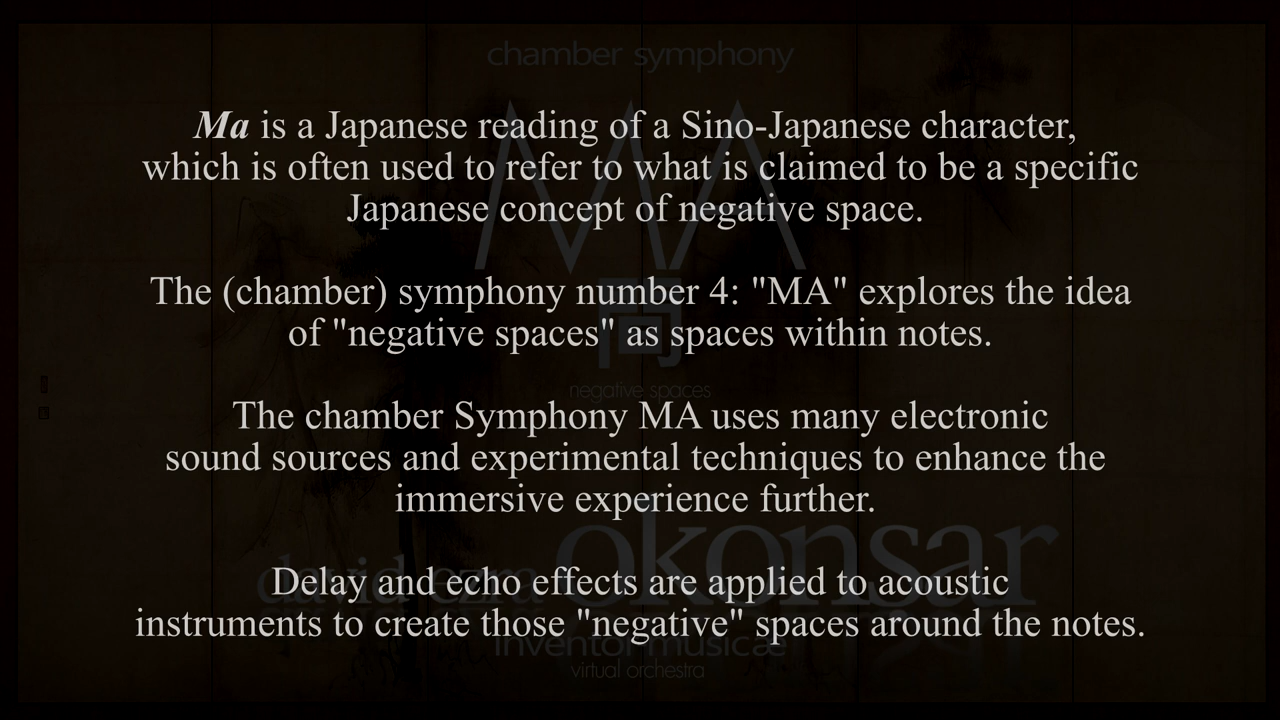 chamber symphony
MA
Ma is a Japanese reading of a Sino-Japanese character,
which is often used to refer to what is claimed to be a specific
Japanese concept of negative space.
The (chamber) symphony number 4: "MA" explores the idea
of "negative spaces" as spaces within notes.
negative spaces
The chamber Symphony MA uses many electronic
sound sources and experimental techniques to enhance the
immersive experience further.
david ezra okonsar
Delay and echo effects are applied to acoustic
instruments to create those "negative" spaces around the notes.
inventor musicae
virtual orchestra